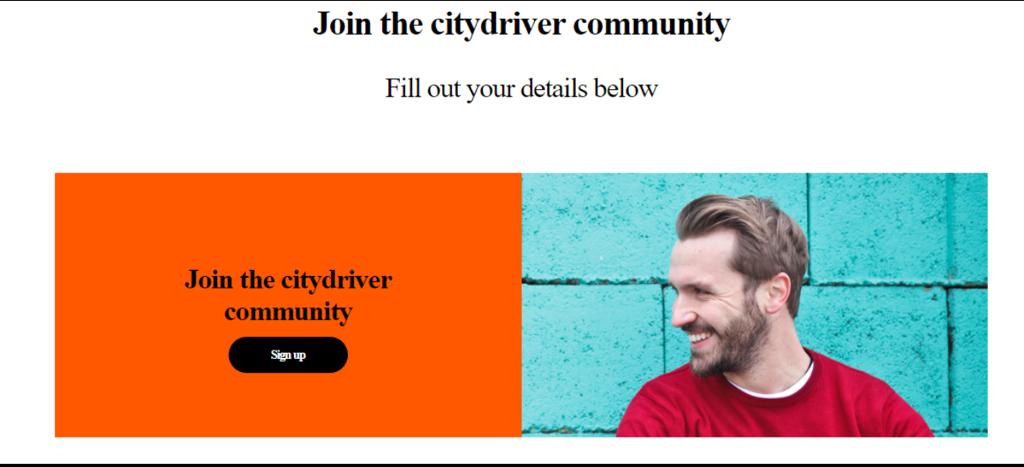 Join the citydriver community
Fill out your details below
Join the citydriver
community
Sign up